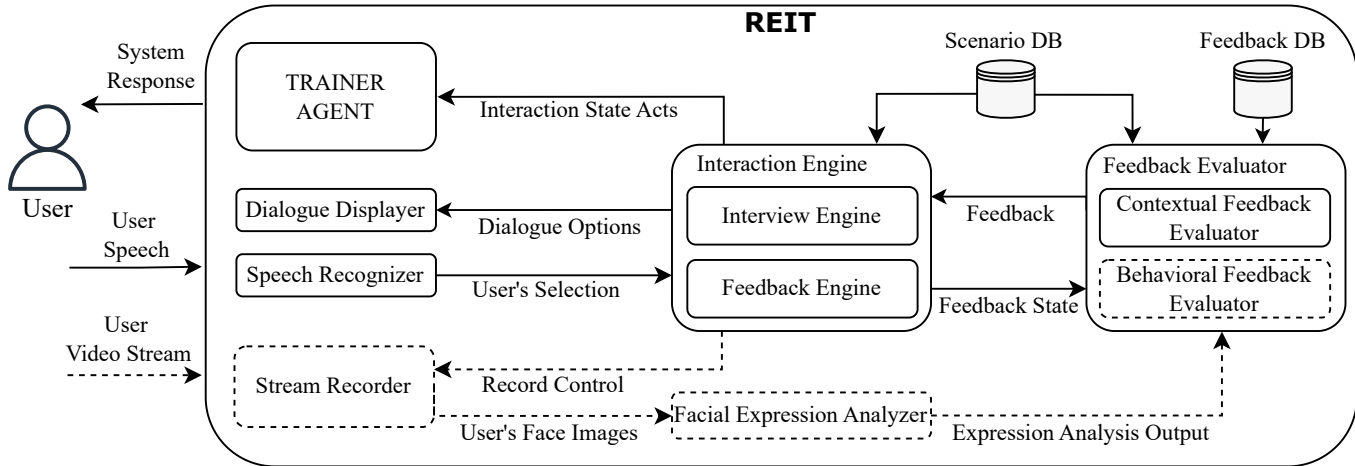 REIT
System
Response
TRAINER
AGENT
Interaction State Acts
Scenario DB
Feedback DB
User
Interaction Engine
Feedback Evaluator
Dialogue Displayer
Dialogue Options
Interview Engine
Feedback
Contextual Feedback
Evaluator
User
Speech
Speech Recognizer
User's Selection
Feedback Engine
Feedback State
Behavioral Feedback
Evaluator
User
Video Stream
Stream Recorder
Record Control
User's Face Images
Facial Expression Analyzer
Expression Analysis Output